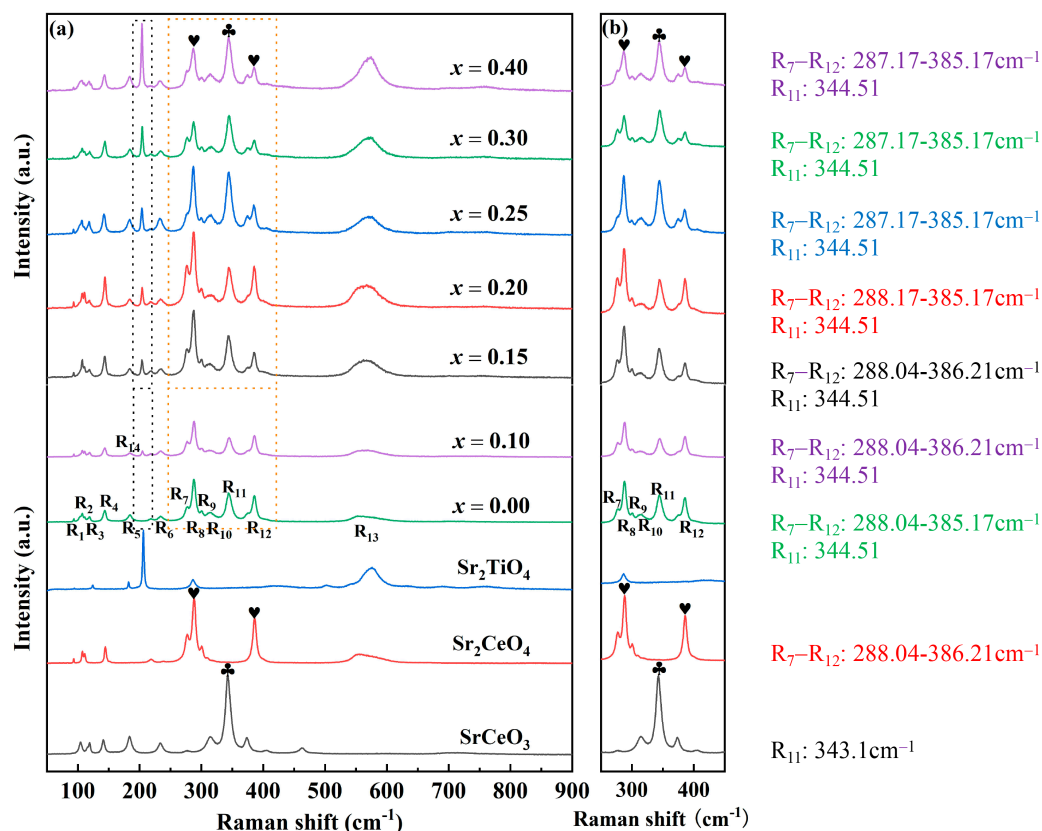 (a)
x = 0.40
x = 0.30
x = 0.25
x = 0.20
x = 0.15
x = 0.10
x = 0.00
Sr₂TiO₄
Sr₂CeO₄
SrCeO₃
R₁₄
R₂ R₄ R₇ R₉ R₁₁
R₁ R₃ R₅ R₆ R₈ R₁₀ R₁₂ R₁₃
Intensity (a.u.)
Intensity (a.u.)
100 200 300 400 500 600 700 800 900
Raman shift (cm⁻¹)
(b)
R₇ R₉ R₁₁
R₈ R₁₀ R₁₂
300 400
Raman shift (cm⁻¹)
R₇–R₁₂: 287.17-385.17cm⁻¹
R₁₁: 344.51
R₇–R₁₂: 287.17-385.17cm⁻¹
R₁₁: 344.51
R₇–R₁₂: 287.17-385.17cm⁻¹
R₁₁: 344.51
R₇–R₁₂: 288.17-385.17cm⁻¹
R₁₁: 344.51
R₇–R₁₂: 288.04-386.21cm⁻¹
R₁₁: 344.51
R₇–R₁₂: 288.04-386.21cm⁻¹
R₁₁: 344.51
R₇–R₁₂: 288.04-385.17cm⁻¹
R₁₁: 344.51
R₇–R₁₂: 288.04-386.21cm⁻¹
R₁₁: 343.1cm⁻¹